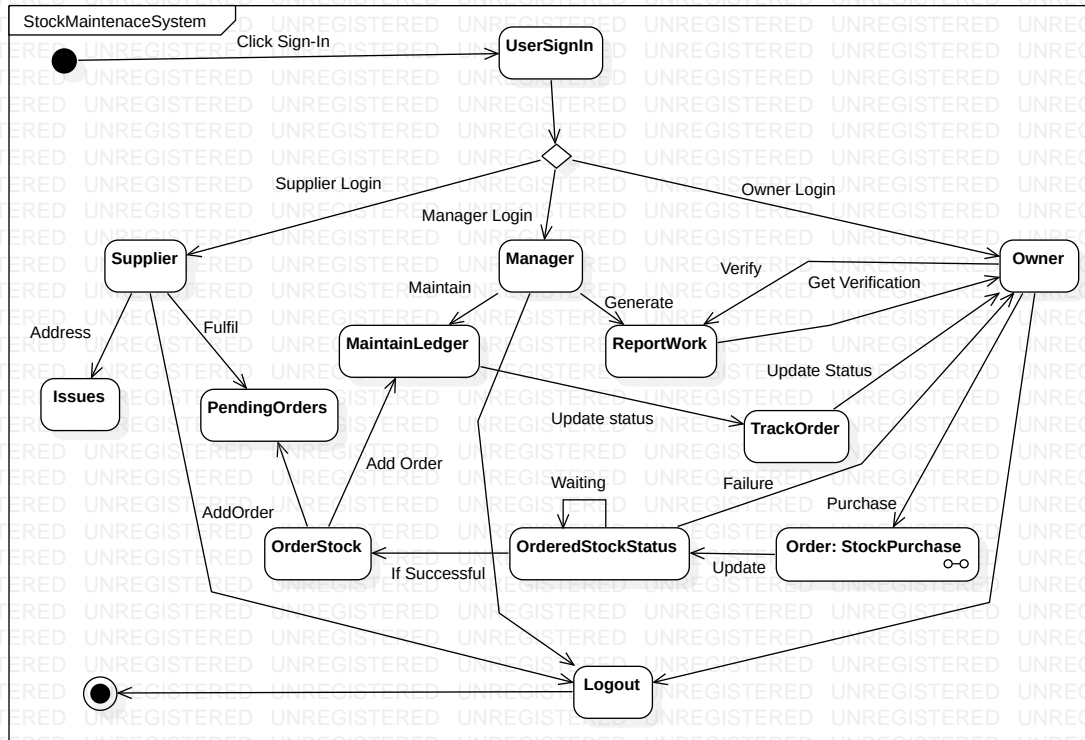 StockMaintenaceSystem
Click Sign-In
UserSignIn
Supplier Login
Owner Login
Manager Login
Supplier
Manager
Owner
Verify
Get Verification
Maintain
Generate
Address
Fulfil
MaintainLedger
ReportWork
Update Status
Issues
PendingOrders
Update status
TrackOrder
Add Order
Waiting
Failure
Purchase
AddOrder
OrderStock
OrderedStockStatus
Order: StockPurchase
If Successful
Update
Logout
UNREGISTERED